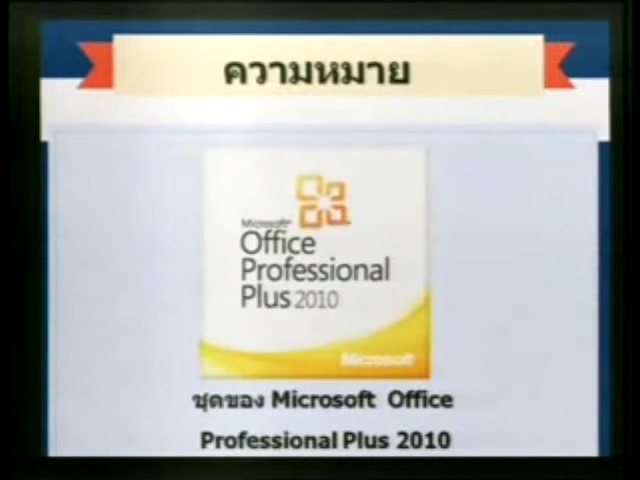 ความหมาย
Microsoft
Office
Professional
Plus 2010
Microsoft
ชุดของ Microsoft Office
Professional Plus 2010